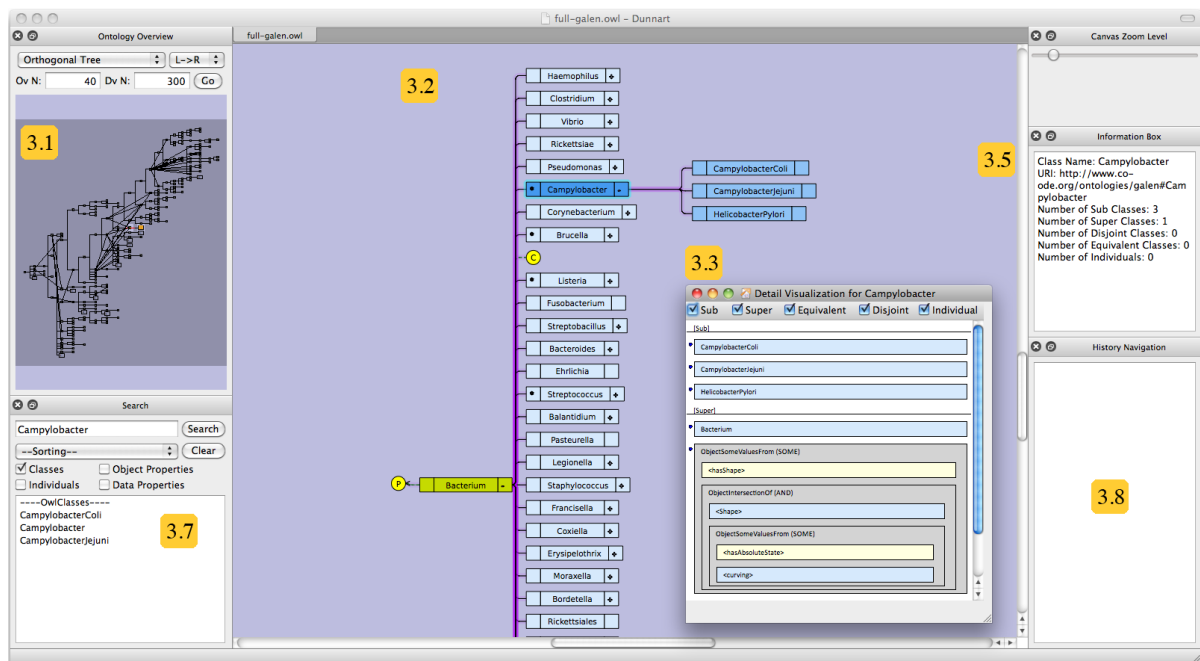 full-galen.owl - Dunnart
Ontology Overview
Orthogonal Tree
L->R
Ov N: 40 Dv N: 300 Go
3.1
Search
Campylobacter
Search
--Sorting--
Clear
Classes
Object Properties
Individuals
Data Properties
----OwlClasses----
CampylobacterColi
Campylobacter
CampylobacterJejuni
3.7
full-galen.owl
3.2
Haemophilus +
Clostridium +
Vibrio +
Rickettsiae +
Pseudomonas +
Campylobacter -
Corynebacterium +
Brucella +
C
Listeria +
Fusobacterium
Streptobacillus +
Bacteroides +
Ehrlichia
Streptococcus +
Balantidium +
Pasteurella
Legionella +
P
Bacterium -
Staphylococcus +
Francisella +
Coxiella +
Erysipelothrix +
Moraxella +
Bordetella +
Rickettsiales
CampylobacterColi
CampylobacterJejuni
HelicobacterPylori
3.3
Detail Visualization for Campylobacter
Sub Super Equivalent Disjoint Individual
[Sub]
CampylobacterColi
CampylobacterJejuni
HelicobacterPylori
[Super]
Bacterium
ObjectSomeValuesFrom (SOME)
<hasShape>
ObjectIntersectionOf (AND)
<Shape>
ObjectSomeValuesFrom (SOME)
<hasAbsoluteState>
<curving>
3.5
Canvas Zoom Level
Information Box
Class Name: Campylobacter
URI: http://www.co-
ode.org/ontologies/galen#Cam
pylobacter
Number of Sub Classes: 3
Number of Super Classes: 1
Number of Disjoint Classes: 0
Number of Equivalent Classes: 0
Number of Individuals: 0
History Navigation
3.8